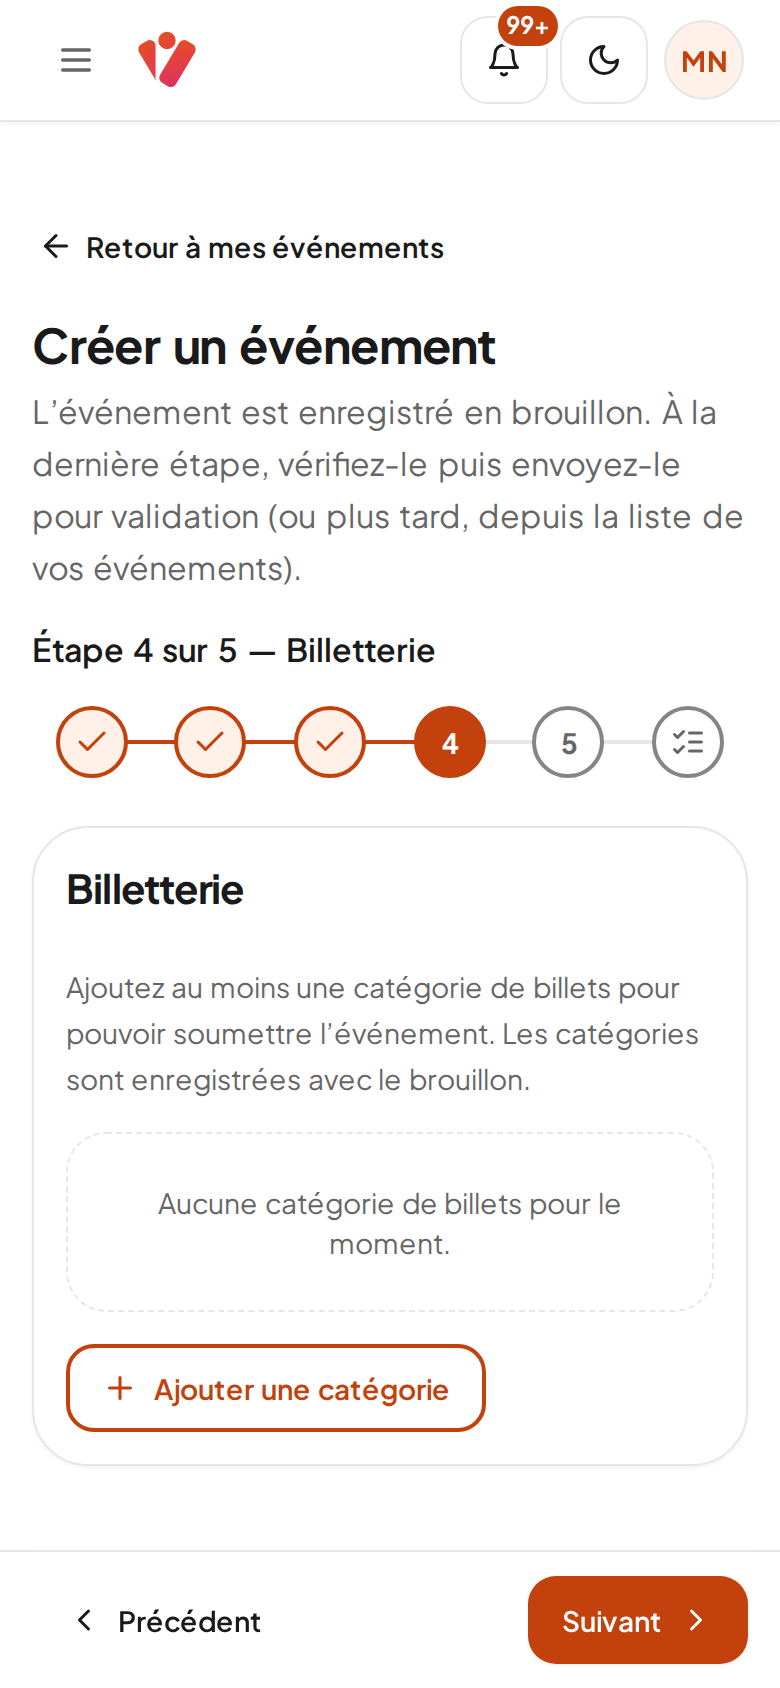 99+
MN
Retour à mes événements
Créer un événement
L’événement est enregistré en brouillon. À la
dernière étape, vérifiez-le puis envoyez-le
pour validation (ou plus tard, depuis la liste de
vos événements).
Étape 4 sur 5 — Billetterie
4
5
Billetterie
Ajoutez au moins une catégorie de billets pour
pouvoir soumettre l’événement. Les catégories
sont enregistrées avec le brouillon.
Aucune catégorie de billets pour le
moment.
Ajouter une catégorie
Précédent
Suivant